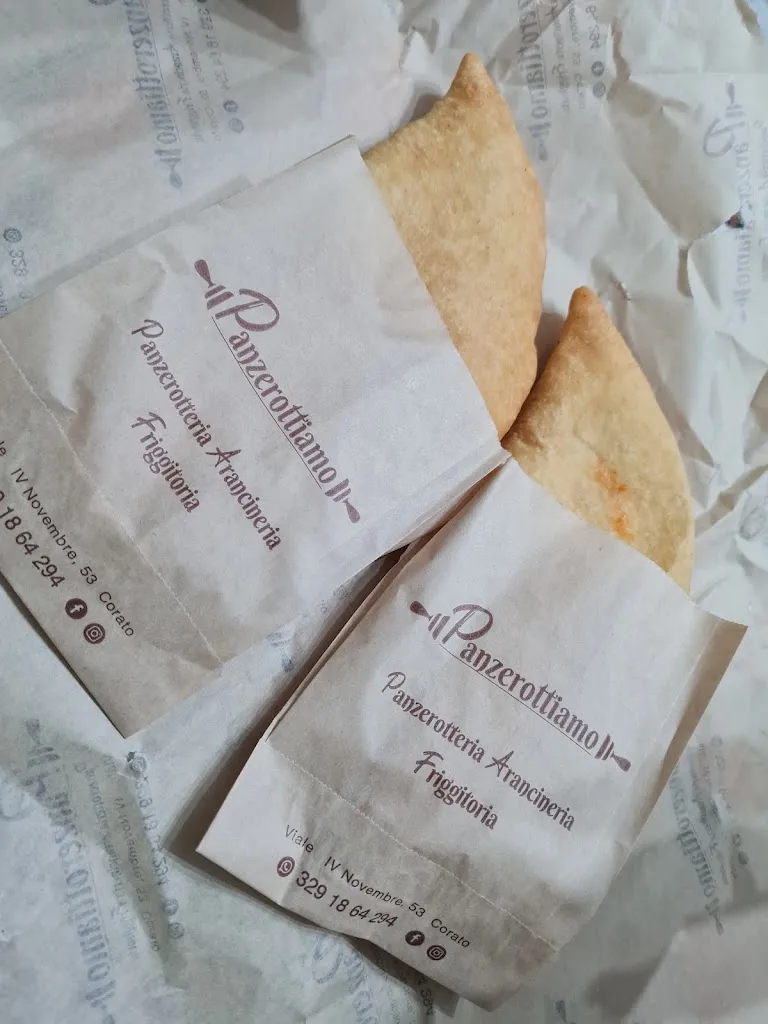 Panzerottiamo
Panzerotteria Arancineria
Friggitoria
le IV Novembre, 53 Corato
18 64 294
Panzerottiamo
Panzerotteria Arancineria
Friggitoria
Viale IV Novembre, 53 Corato
329 18 64 294